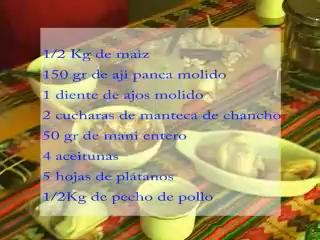 1/2 Kg de maiz
150 gr de aji panca molido
1 diente de ajos molido
2 cucharas de manteca de chancho
50 gr de mani entero
4 aceitunas
5 hojas de plátanos
1/2Kg de pecho de pollo